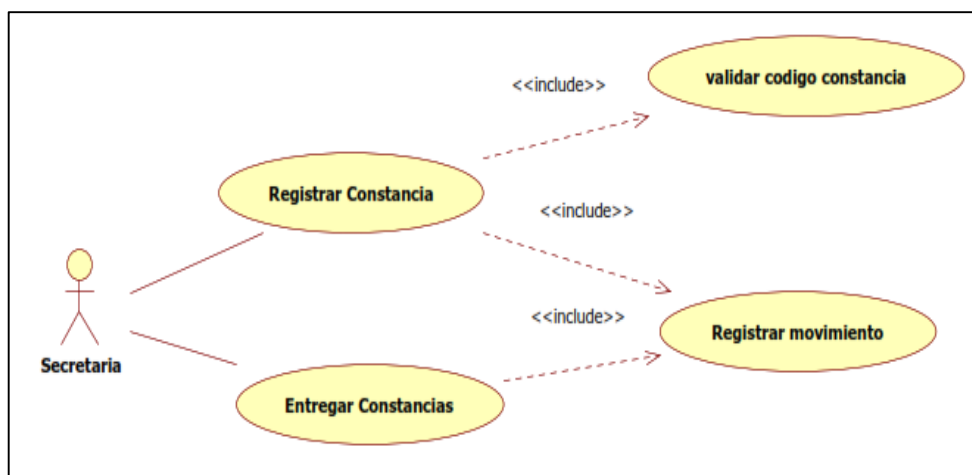 validar codigo constancia
<<include>>
Registrar Constancia
<<include>>
<<include>>
Registrar movimiento
Secretaria
Entregar Constancias